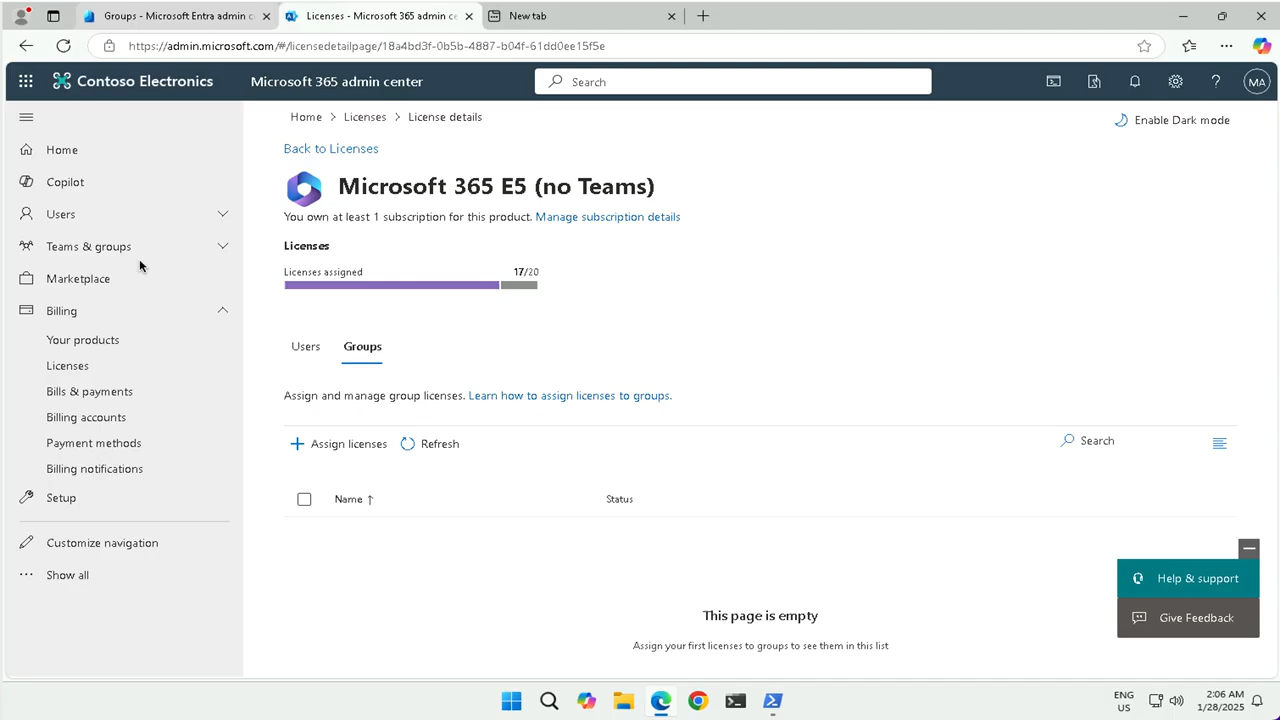 Groups - Microsoft Entra admin c
Licenses - Microsoft 365 admin ce
New tab
https://admin.microsoft.com/#/licensedetailpage/18a4bd3f-0b5b-4887-b04f-61dd0ee15f5e
Contoso Electronics
Microsoft 365 admin center
Search
MA
Home > Licenses > License details
Enable Dark mode
Home
Copilot
Users
Teams & groups
Marketplace
Billing
Your products
Licenses
Bills & payments
Billing accounts
Payment methods
Billing notifications
Setup
Customize navigation
Show all
Back to Licenses
Microsoft 365 E5 (no Teams)
You own at least 1 subscription for this product. Manage subscription details
Licenses
Licenses assigned 17/20
Users Groups
Assign and manage group licenses. Learn how to assign licenses to groups.
Assign licenses Refresh Search
Name ↑ Status
This page is empty
Assign your first licenses to groups to see them in this list
Help & support
Give Feedback
ENG
US
2:06 AM
1/28/2025